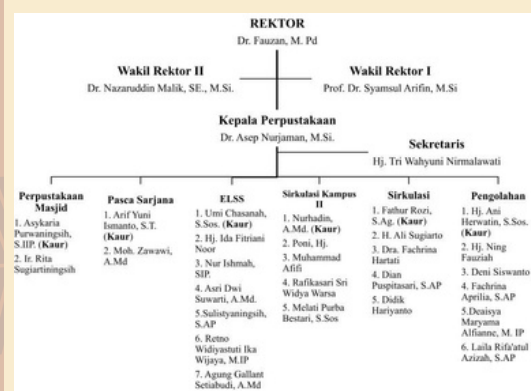 REKTOR
Dr. Fauzan, M. Pd
Wakil Rektor II
Dr. Nazaruddin Malik, SE., M.Si.
Wakil Rektor I
Prof. Dr. Syamsul Arifin, M.Si
Kepala Perpustakaan
Dr. Asep Nurjaman, M.Si.
Sekretaris
Hj. Tri Wahyuni Nirmalawati
Perpustakaan
Masjid
1. Asykaria
Purwaningsih,
S.IIP. (Kaur)
2. Ir. Rita
Sugiartiningsih
Pasca Sarjana
1. Arif Yuni
Ismanto, S.T.
(Kaur)
2. Moh. Zawawi,
A.Md
ELSS
1. Umi Chasanah,
S.Sos. (Kaur)
2. Hj. Ida Fitriani
Noor
3. Nur Ishmah,
SIP.
4. Asri Dwi
Suwarti, A.Md.
5.Sulistyaningsih,
S.AP
6. Retno
Widiyastuti Ika
Wijaya, M.IP
7. Agung Gallant
Setiabudi, A.Md
Sirkulasi Kampus
II
1. Nurhadin,
A.Md. (Kaur)
2. Poni, Hj.
3. Muhammad
Afifi
4. Rafikasari Sri
Widya Warsa
5. Melati Purba
Bestari, S.Sos
Sirkulasi
1. Fathur Rozi,
S.Ag. (Kaur)
2. H. Ali Sugiarto
3. Dra. Fachrina
Hartati
4. Dian
Puspitasari, S.AP
5. Didik
Hariyanto
Pengolahan
1. Hj. Ani
Herwatin, S.Sos.
(Kaur)
2. Hj. Ning
Fauziah
3. Deni Siswanto
4. Fachrina
Aprilia, S.AP
5.Deaisya
Maryama
Alfianne, M. IP
6. Laila Rifa'atul
Azizah, S.AP